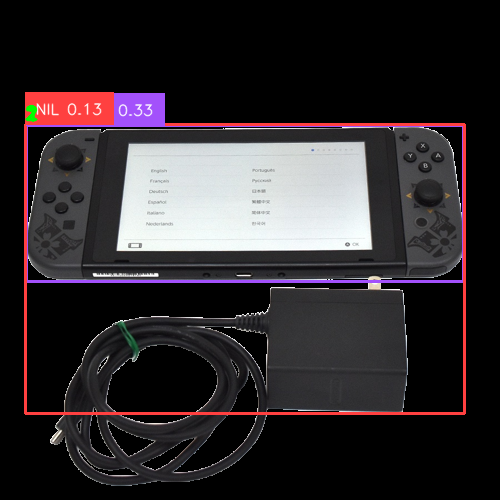 NIL 0.13
0.33
English
Português
Français
Русский
Deutsch
日本語
Español
繁體中文
Italiano
简体中文
Nederlands
한국어
OK
X
Y
A
B